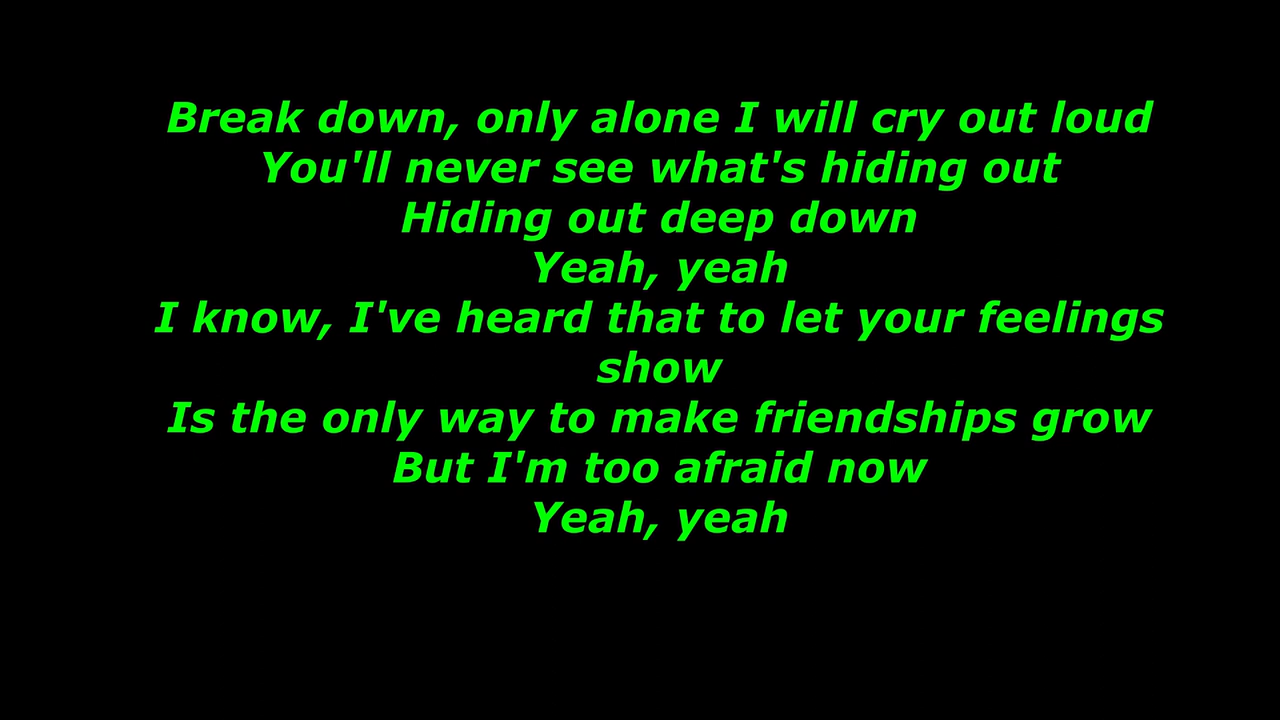 Break down, only alone I will cry out loud
You'll never see what's hiding out
Hiding out deep down
Yeah, yeah
I know, I've heard that to let your feelings
show
Is the only way to make friendships grow
But I'm too afraid now
Yeah, yeah